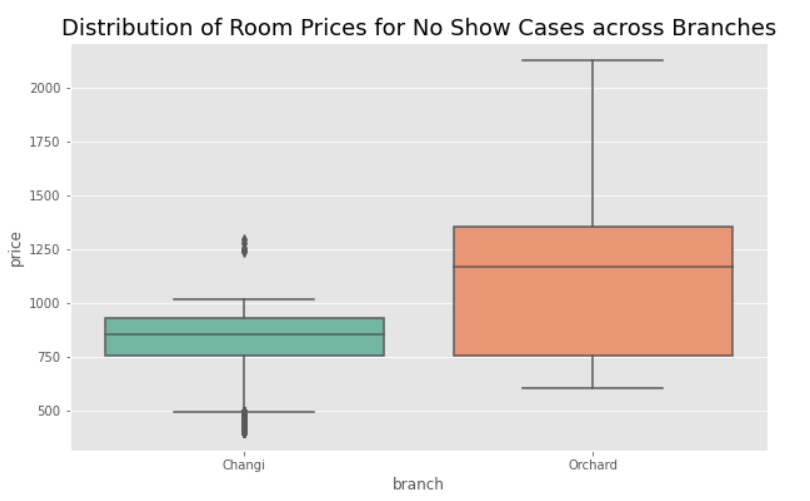 Distribution of Room Prices for No Show Cases across Branches
2000
1750
1500
1250
1000
750
500
price
Changi
Orchard
branch